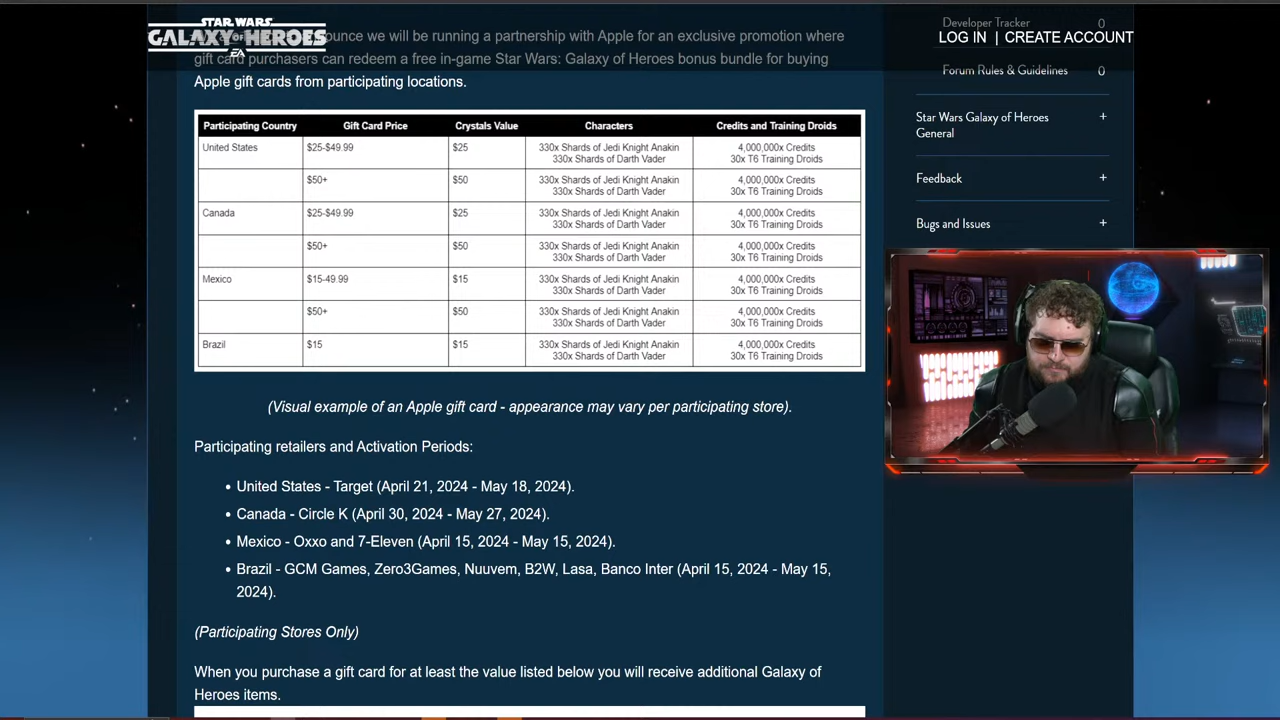 STAR WARS
GALAXY OF HEROES
EA
Developer Tracker 0
LOG IN | CREATE ACCOUNT
ounce we will be running a partnership with Apple for an exclusive promotion where
gift card purchasers can redeem a free in-game Star Wars: Galaxy of Heroes bonus bundle for buying
Apple gift cards from participating locations.
Forum Rules & Guidelines 0
Star Wars Galaxy of Heroes +
General
Feedback +
Bugs and Issues +
Participating Country Gift Card Price Crystals Value Characters Credits and Training Droids
United States $25-$49.99 $25 330x Shards of Jedi Knight Anakin 4,000,000x Credits
330x Shards of Darth Vader 30x T6 Training Droids
$50+ $50 330x Shards of Jedi Knight Anakin 4,000,000x Credits
330x Shards of Darth Vader 30x T6 Training Droids
Canada $25-$49.99 $25 330x Shards of Jedi Knight Anakin 4,000,000x Credits
330x Shards of Darth Vader 30x T6 Training Droids
$50+ $50 330x Shards of Jedi Knight Anakin 4,000,000x Credits
330x Shards of Darth Vader 30x T6 Training Droids
Mexico $15-49.99 $15 330x Shards of Jedi Knight Anakin 4,000,000x Credits
330x Shards of Darth Vader 30x T6 Training Droids
$50+ $50 330x Shards of Jedi Knight Anakin 4,000,000x Credits
330x Shards of Darth Vader 30x T6 Training Droids
Brazil $15 $15 330x Shards of Jedi Knight Anakin 4,000,000x Credits
330x Shards of Darth Vader 30x T6 Training Droids
(Visual example of an Apple gift card - appearance may vary per participating store).
Participating retailers and Activation Periods:
• United States - Target (April 21, 2024 - May 18, 2024).
• Canada - Circle K (April 30, 2024 - May 27, 2024).
• Mexico - Oxxo and 7-Eleven (April 15, 2024 - May 15, 2024).
• Brazil - GCM Games, Zero3Games, Nuuvem, B2W, Lasa, Banco Inter (April 15, 2024 - May 15,
2024).
(Participating Stores Only)
When you purchase a gift card for at least the value listed below you will receive additional Galaxy of
Heroes items.